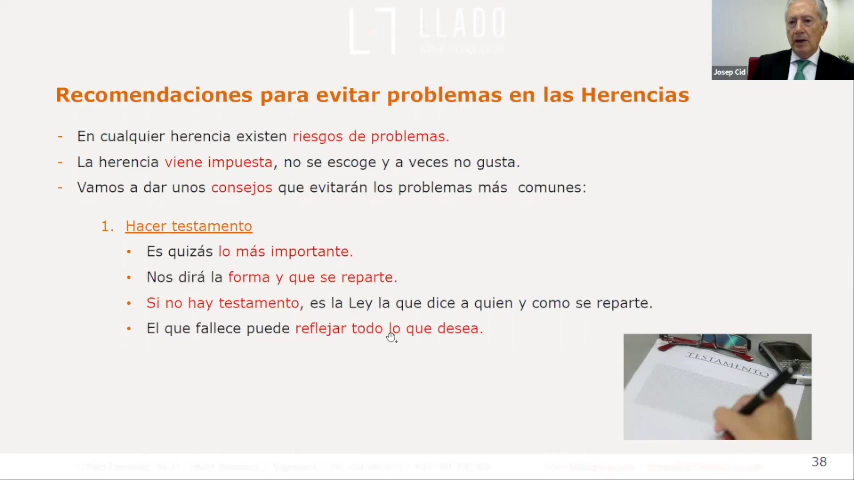 LLADO
Josep Cid
Recomendaciones para evitar problemas en las Herencias
- En cualquier herencia existen riesgos de problemas.
- La herencia viene impuesta, no se escoge y a veces no gusta.
- Vamos a dar unos consejos que evitarán los problemas más comunes:
1. Hacer testamento
• Es quizás lo más importante.
• Nos dirá la forma y que se reparte.
• Si no hay testamento, es la Ley la que dice a quien y como se reparte.
• El que fallece puede reflejar todo lo que desea.
TESTAMENTO
38